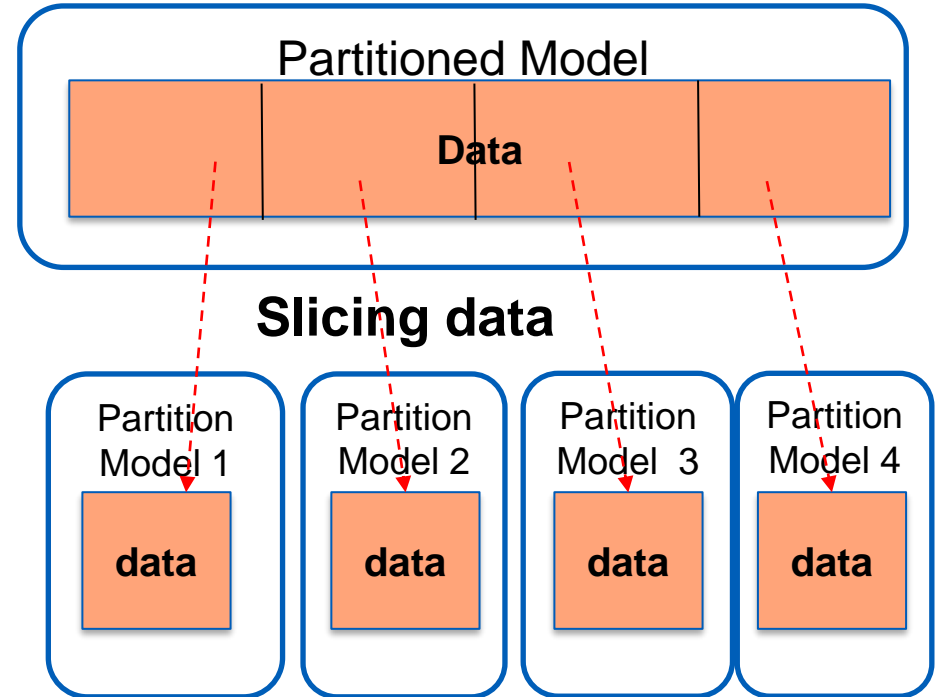 Partitioned Model
Data
Slicing data
Partition
Model 1
Partition
Model 2
Partition
Model  3
Partition
Model 4
data
data
data
data